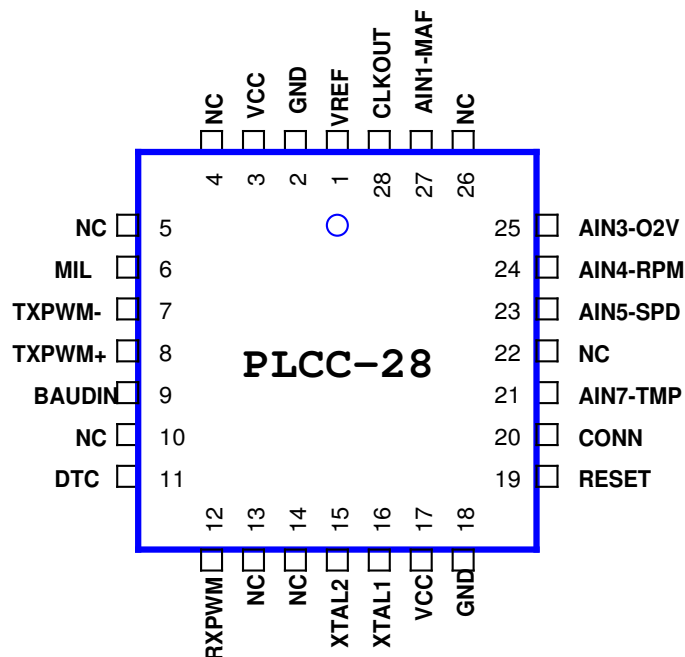 NC
VCC
GND
VREF
CLKOUT
AIN1-MAF
NC
4
3
2
1
28
27
26
NC 5
MIL 6
TXPWM- 7
TXPWM+ 8
BAUDIN 9
NC 10
DTC 11
25 AIN3-O2V
24 AIN4-RPM
23 AIN5-SPD
22 NC
21 AIN7-TMP
20 CONN
19 RESET
PLCC-28
12
13
14
15
16
17
18
RXPWM
NC
NC
XTAL2
XTAL1
VCC
GND